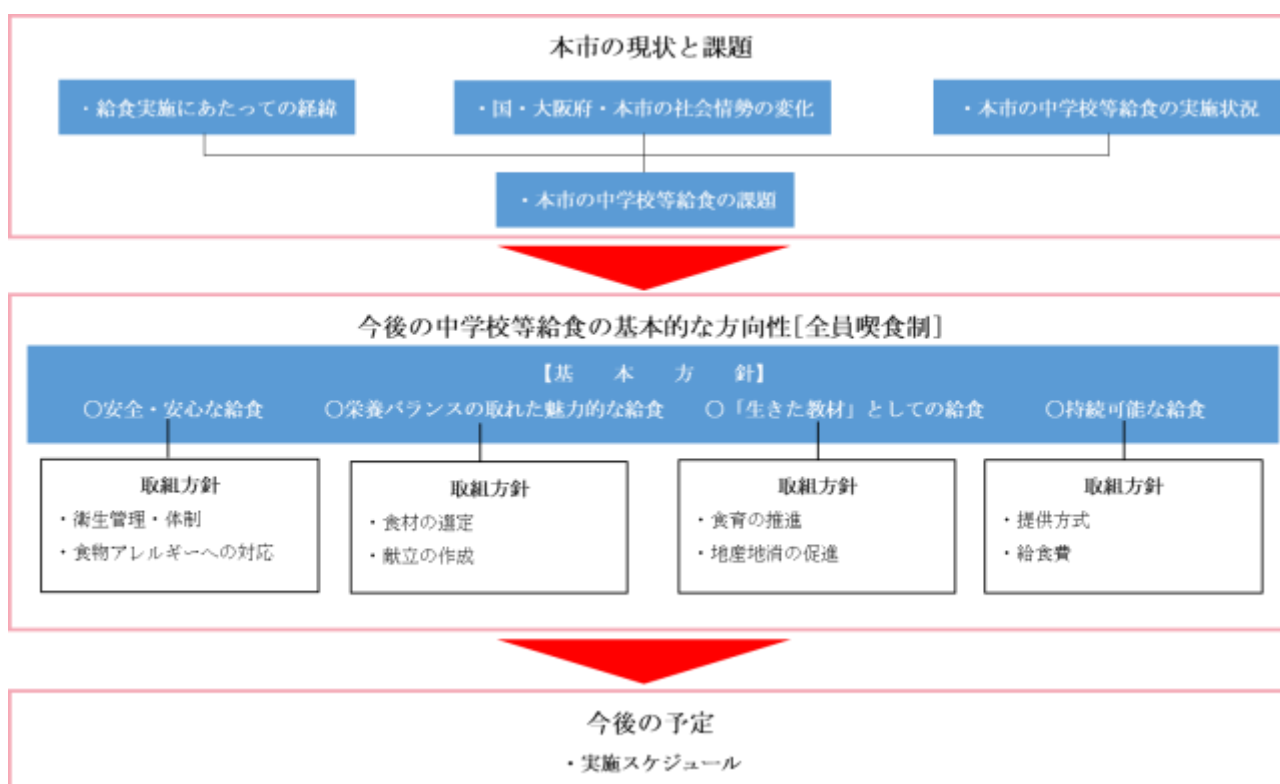 本市の現状と課題
・給食実施にあたっての経緯
・国・大阪府・本市の社会情勢の変化
・本市の中学校等給食の実施状況
・本市の中学校等給食の課題
今後の中学校等給食の基本的な方向性[全員喫食制]
【基　本　方　針】
○安全・安心な給食
○栄養バランスの取れた魅力的な給食
○「生きた教材」としての給食
○持続可能な給食
取組方針
・衛生管理・体制
・食物アレルギーへの対応
取組方針
・食材の選定
・献立の作成
取組方針
・食育の推進
・地産地消の促進
取組方針
・提供方式
・給食費
今後の予定
・実施スケジュール